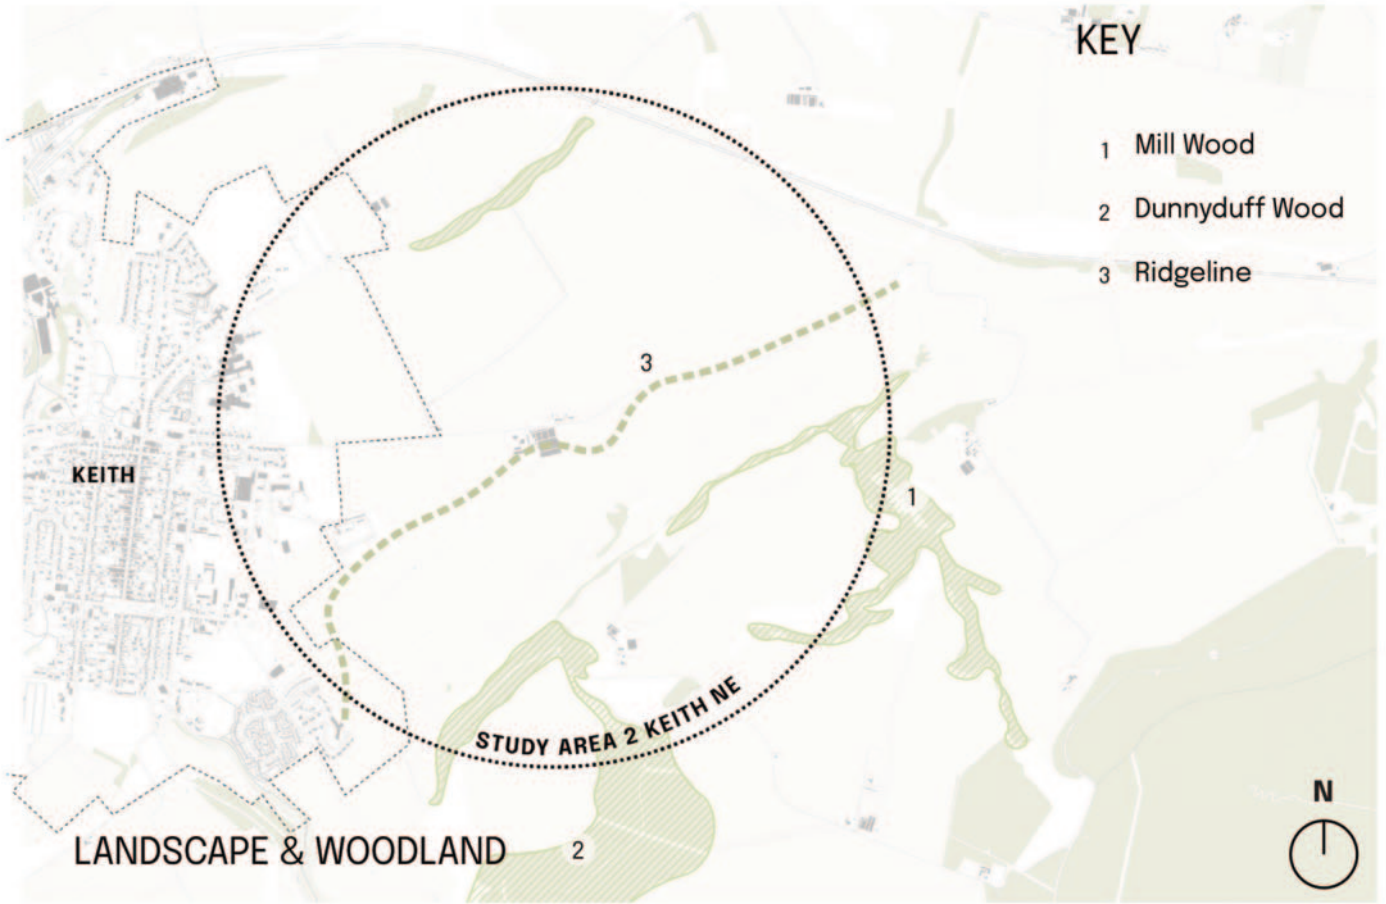 KEY
1 Mill Wood
2 Dunnyduff Wood
3 Ridgeline
3
KEITH
1
STUDY AREA 2 KEITH NE
N
LANDSCAPE & WOODLAND
2